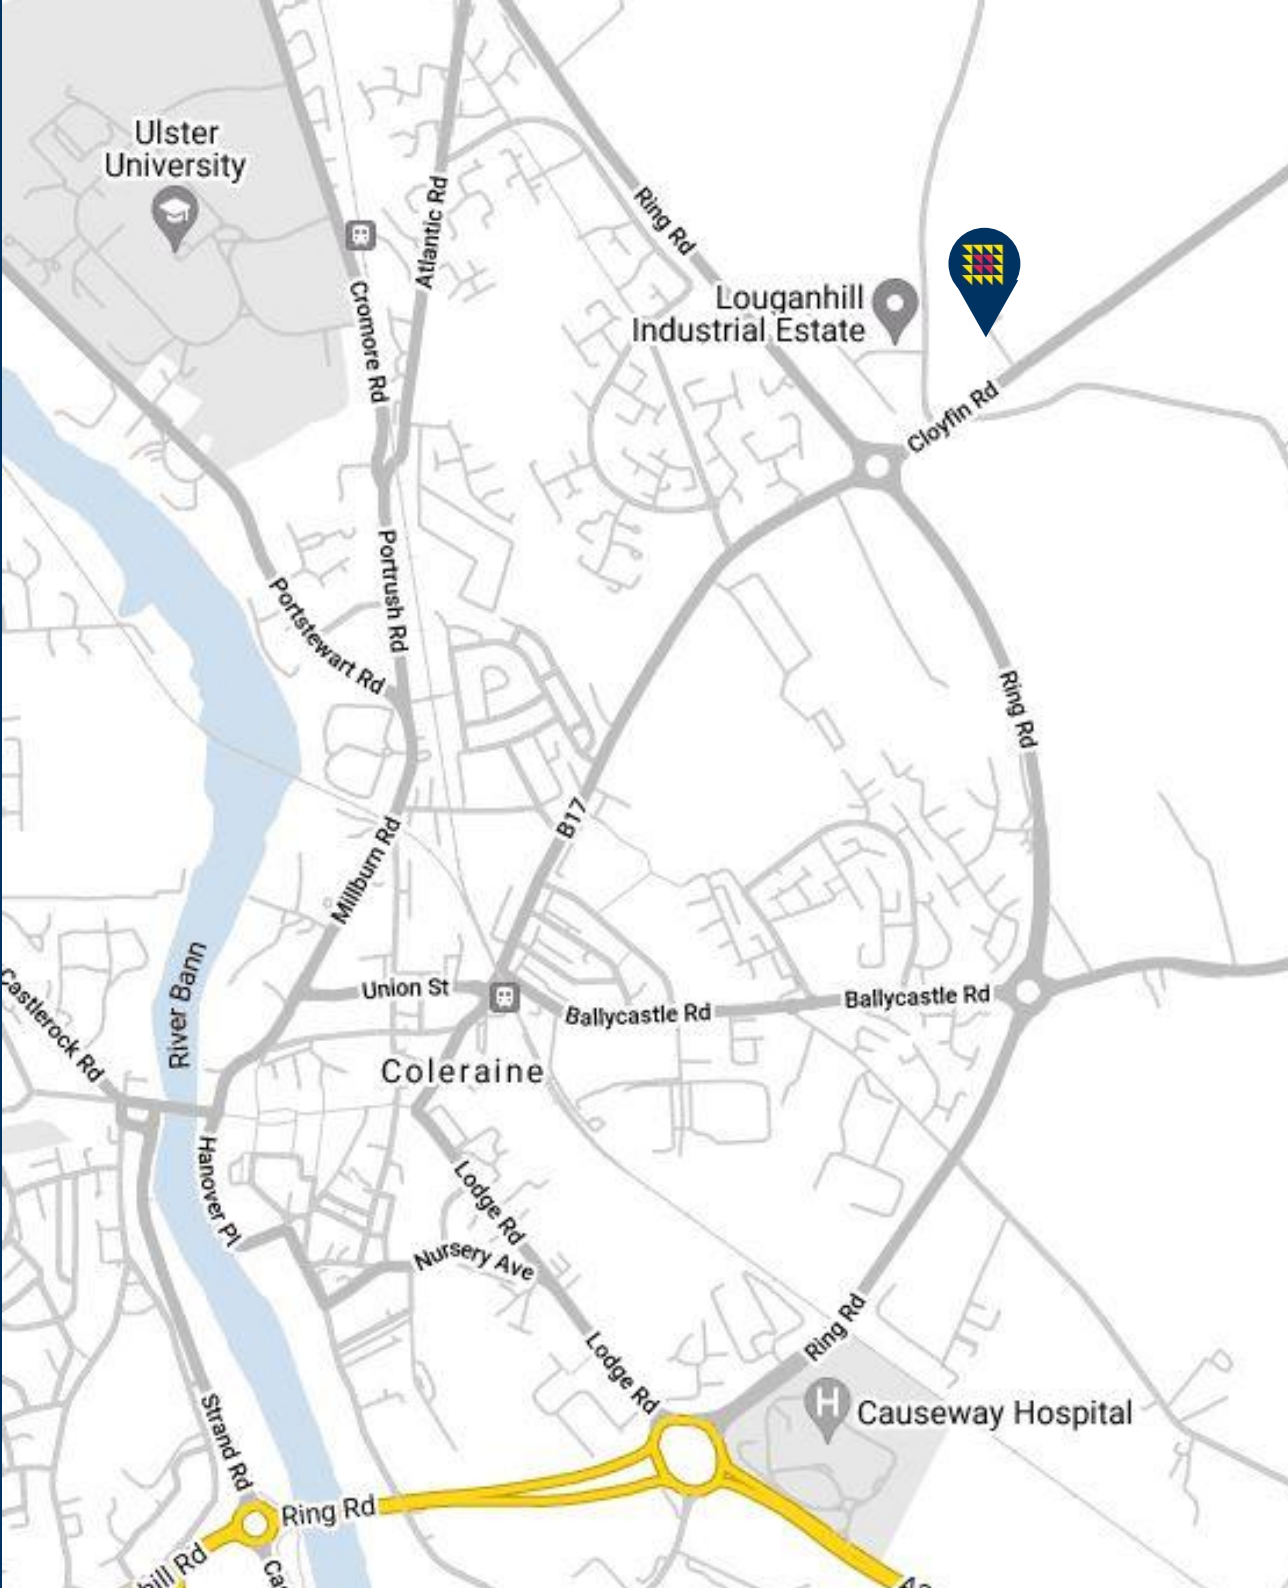 Ulster
University
Ring Rd
Atlantic Rd
Louganhill
Industrial Estate
Cromore Rd
Cloyfin Rd
Portrush Rd
Portstewart Rd
Ring Rd
B17
Millburn Rd
River Bann
Castlerock Rd
Union St
Ballycastle Rd
Ballycastle Rd
Coleraine
Hanover Pl
Lodge Rd
Nursery Ave
Ring Rd
Lodge Rd
H
Causeway Hospital
Strand Rd
Ring Rd
hill Rd